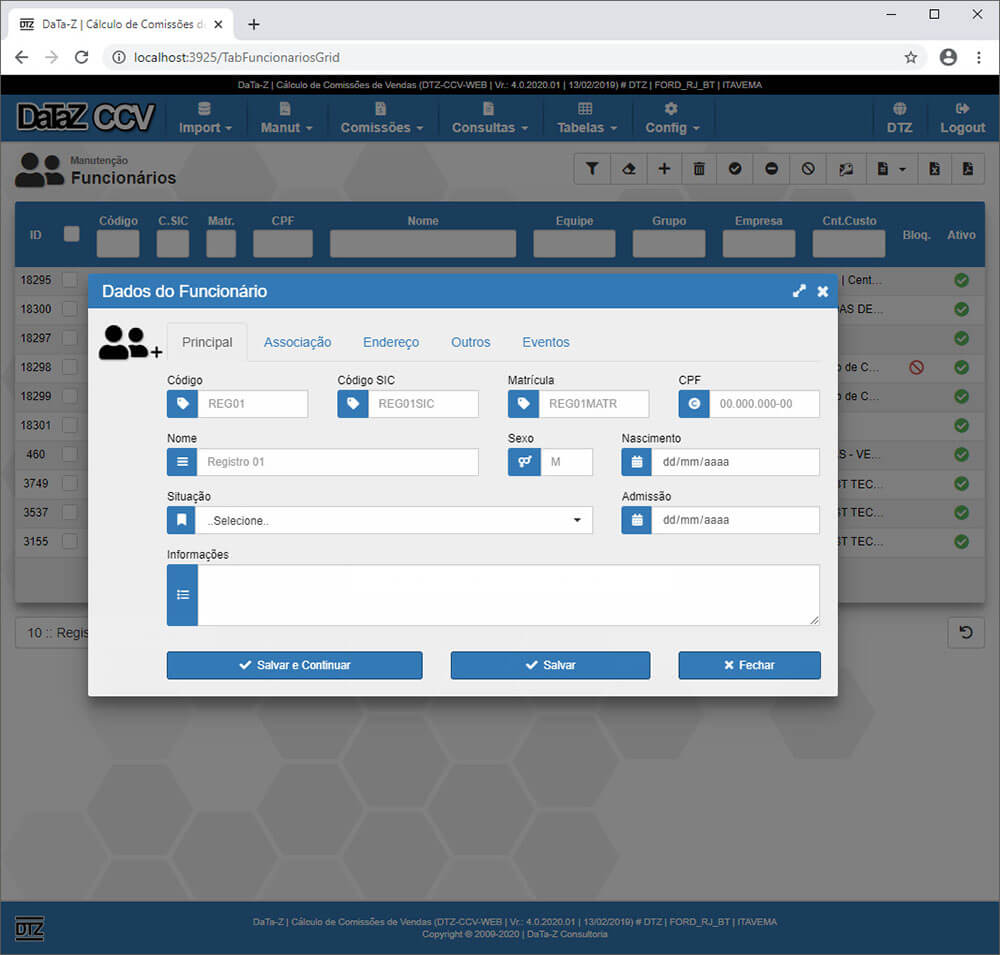 DTZ DaTa-Z | Cálculo de Comissões d
localhost:3925/TabFuncionariosGrid
DaTa-Z | Cálculo de Comissões de Vendas (DTZ-CCV-WEB | Vr.: 4.0.2020.01 | 13/02/2019) # DTZ | FORD_RJ_BT | ITAVEMA
DaTaZ CCV Import Manut Comissões Consultas Tabelas Config DTZ Logout
Manutenção
Funcionários
ID Código C.SIC Matr. CPF Nome Equipe Grupo Empresa Cnt.Custo Bloq. Ativo
18295 | Cent...
18300 AS DE...
18297
18298 o de C...
18299 o de C...
18301
460 AS - VE...
3749 ST TEC...
3537 ST TEC...
3155 ST TEC...
10 :: Regis
Dados do Funcionário
Principal Associação Endereço Outros Eventos
Código Código SIC Matrícula CPF
REG01 REG01SIC REG01MATR 00.000.000-00
Nome Sexo Nascimento
Registro 01 M dd/mm/aaaa
Situação Admissão
..Selecione.. dd/mm/aaaa
Informações
Salvar e Continuar Salvar Fechar
DTZ
DaTa-Z | Cálculo de Comissões de Vendas (DTZ-CCV-WEB | Vr.: 4.0.2020.01 | 13/02/2019) # DTZ | FORD_RJ_BT | ITAVEMA
Copyright © 2009-2020 | DaTa-Z Consultoria